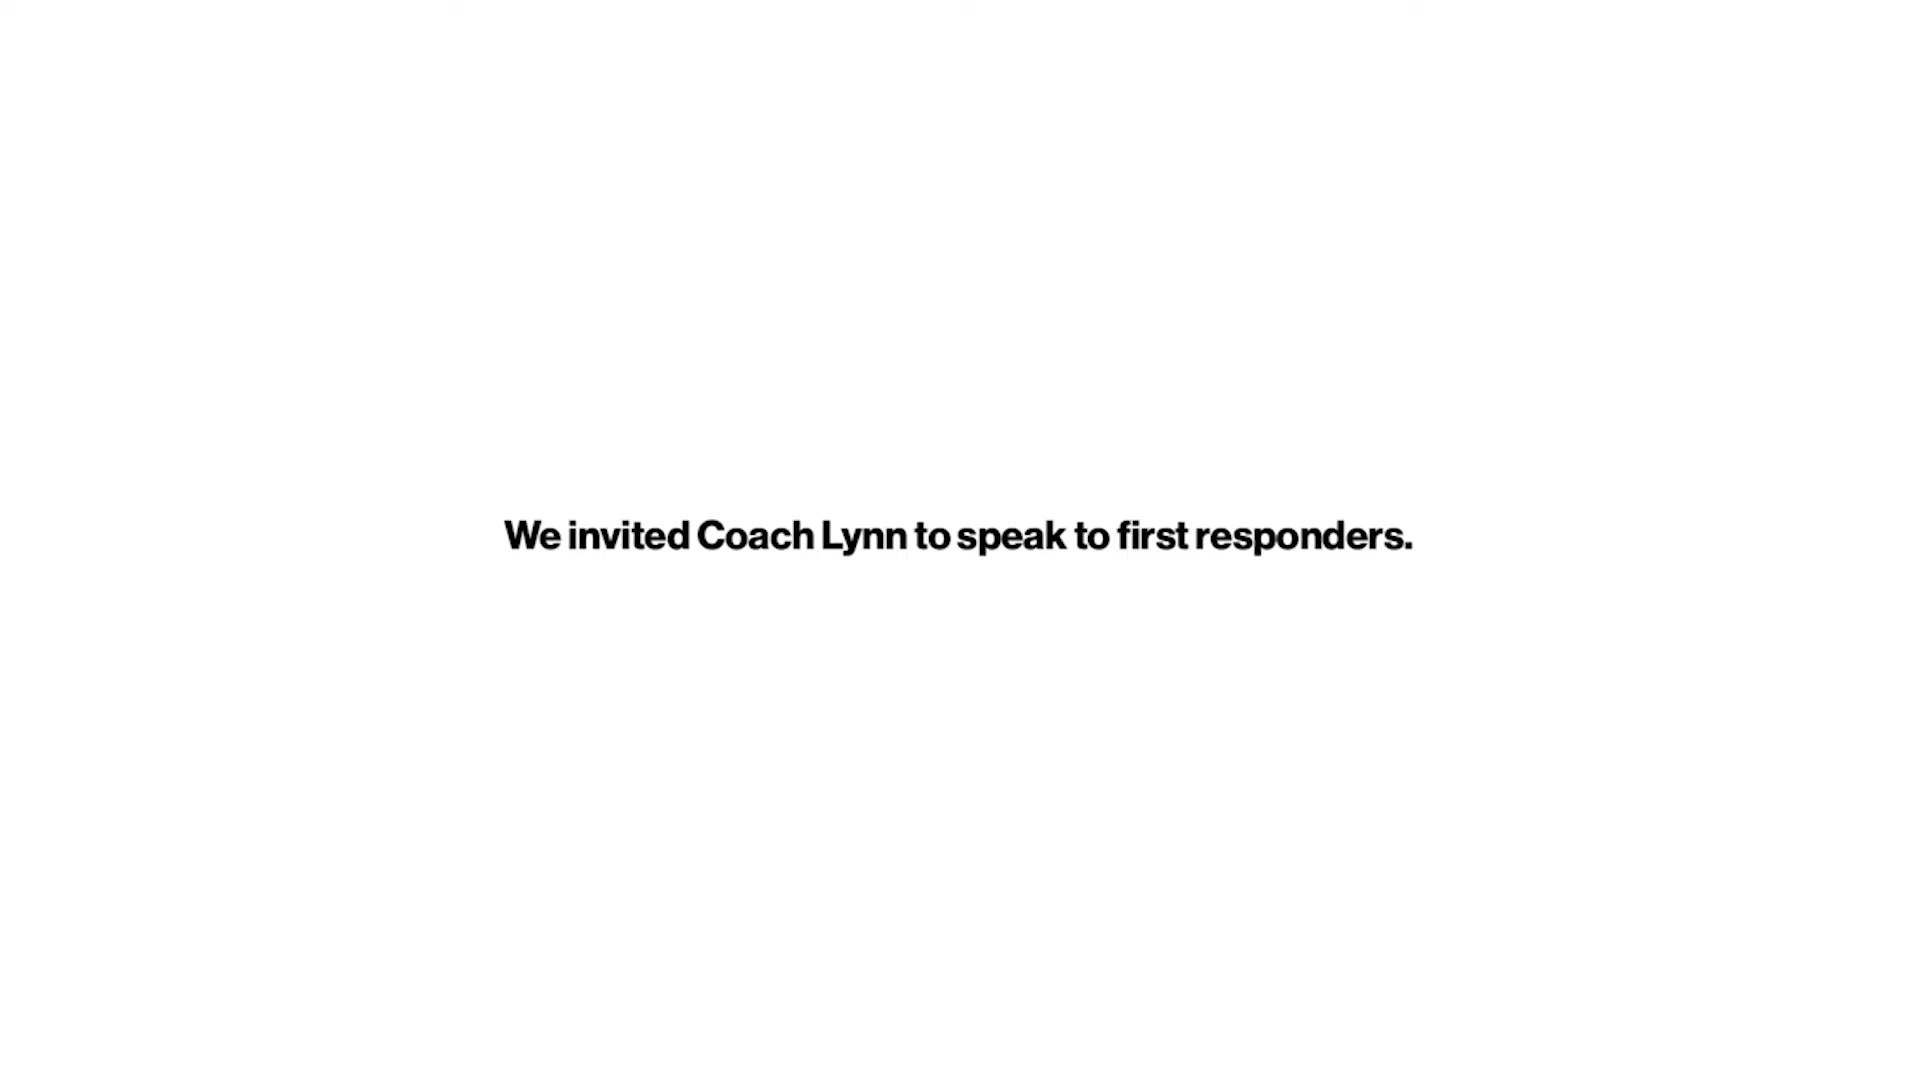 We invited Coach Lynn to speak to first responders.